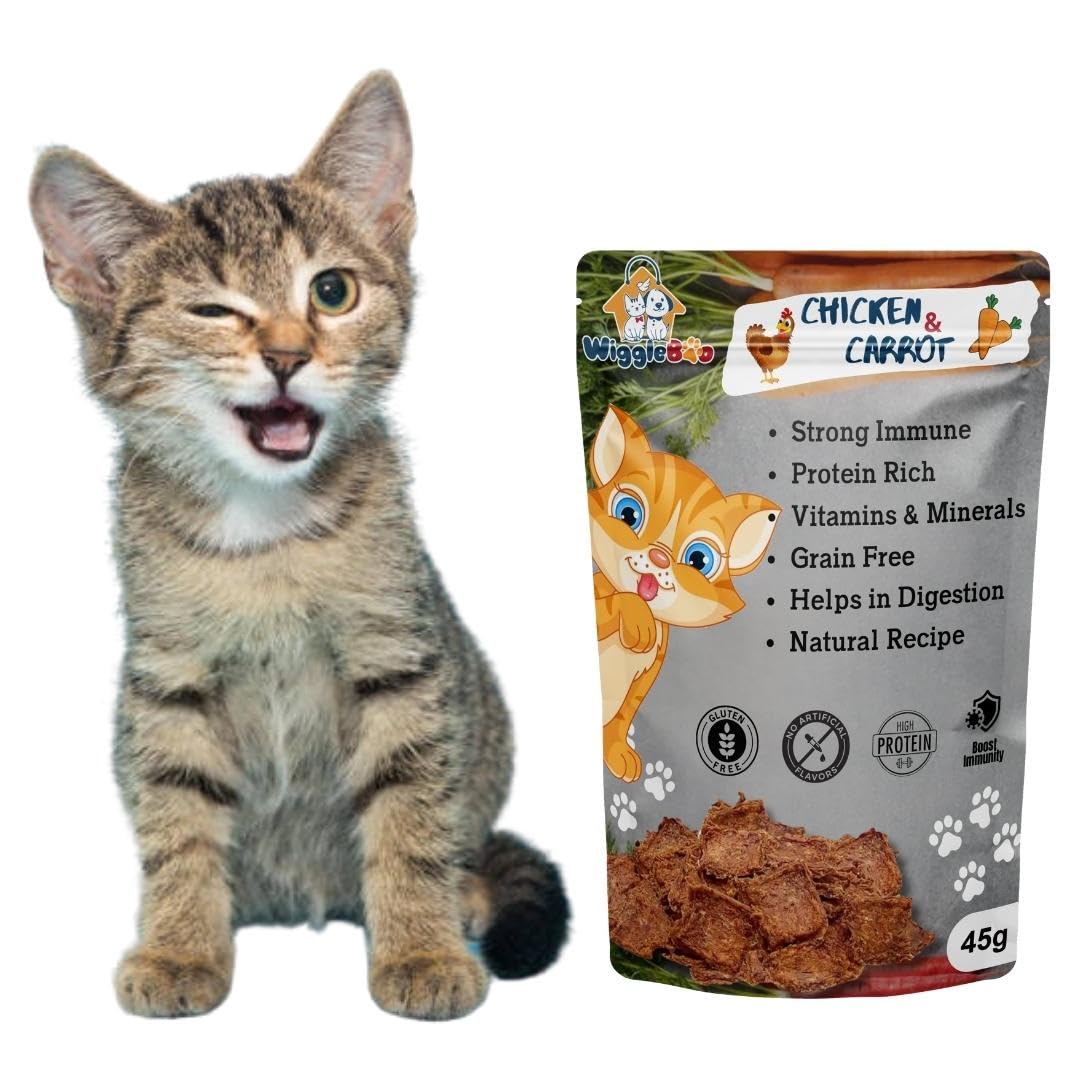 WiggleBoo
CHICKEN &
CARROT
• Strong Immune
• Protein Rich
• Vitamins & Minerals
• Grain Free
• Helps in Digestion
• Natural Recipe
GLUTEN
FREE
NO ARTIFICIAL
FLAVORS
HIGH
PROTEIN
Boost
Immunity
45g